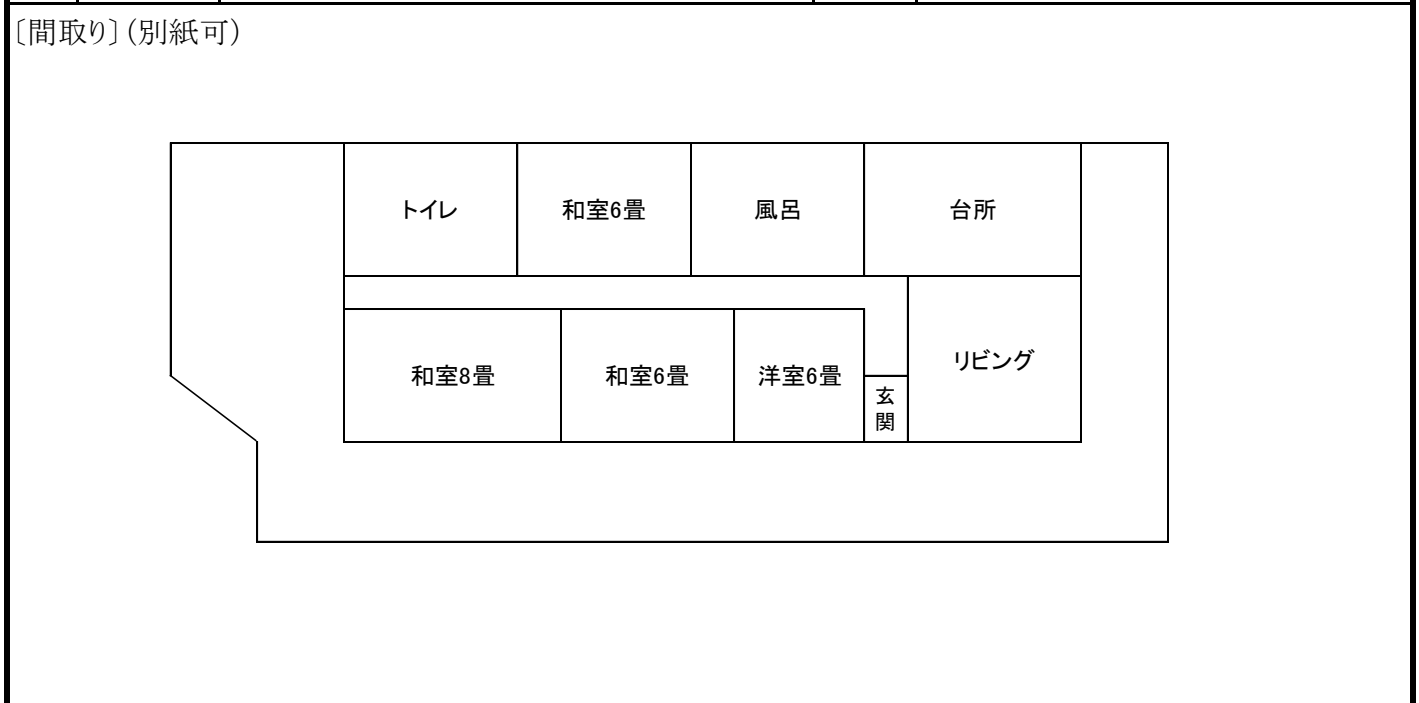 〔間取り〕(別紙可)
トイレ
和室6畳
風呂
台所
和室8畳
和室6畳
洋室6畳
玄
関
リビング